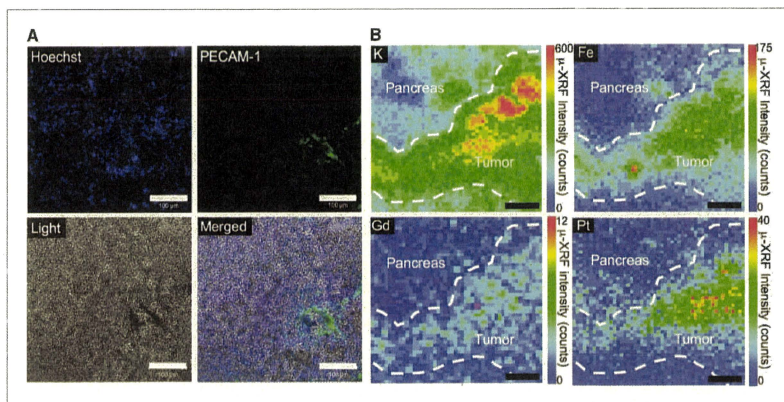 A
Hoechst
PECAM-1
100 µm
100 µm
Light
Merged
100 µm
100 µm
B
K
Pancreas
Tumor
600
µ-XRF Intensity (counts)
0
Fe
Pancreas
Tumor
175
µ-XRF Intensity (counts)
0
Gd
Pancreas
Tumor
12
µ-XRF intensity (counts)
0
Pt
Pancreas
Tumor
40
µ-XRF Intensity (counts)
0